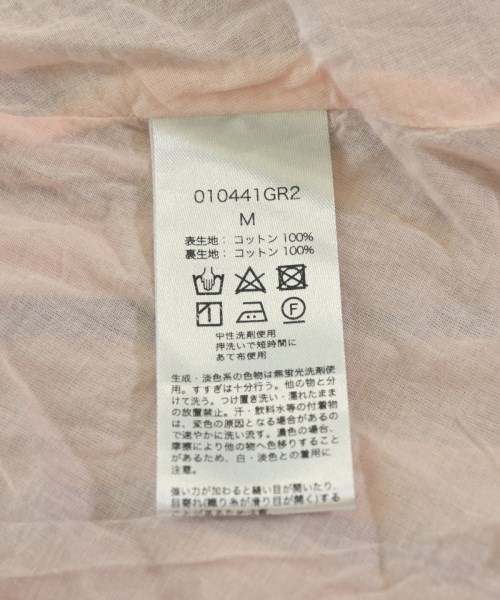 010441GR2
M
表生地： コットン 100%
裏生地： コットン 100%
F
中性洗剤使用
押洗いで短時間に
あて布使用
生成・淡色系の色物は無蛍光洗剤使
用。すすぎは十分行う。他の物と分
けて洗う。つけ置き洗い・濡れたまま
の放置禁止。汗・飲料水等の付着物
は、変色の原因となる場合があるの
で速やかに洗い流す。濃色の場合、
摩擦により他の物へ色移りすること
があるため、白・淡色との着用に
注意。
強い力が加わると縫い目が開いたり、
目寄れ(織り糸が滑り目が開く)する
ことがあるため注意。